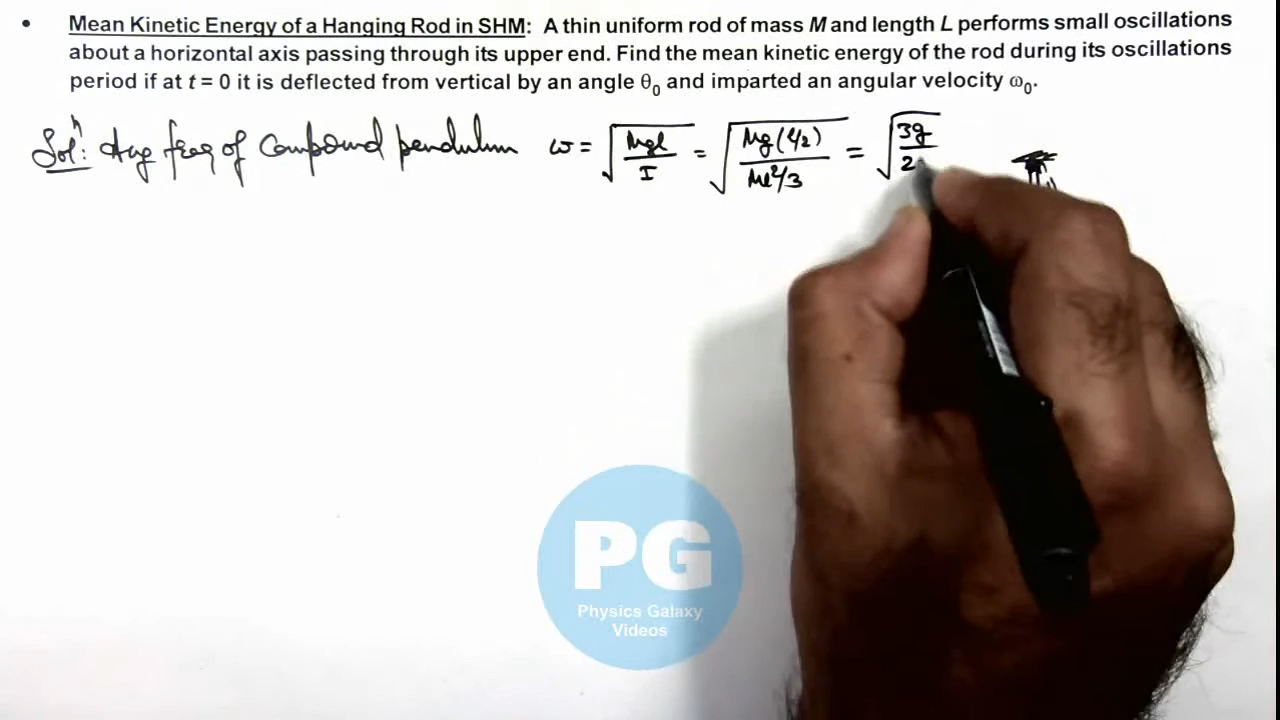 • Mean Kinetic Energy of a Hanging Rod in SHM: A thin uniform rod of mass M and length L performs small oscillations
about a horizontal axis passing through its upper end. Find the mean kinetic energy of the rod during its oscillations
period if at t = 0 it is deflected from vertical by an angle θ₀ and imparted an angular velocity ω₀.
Solⁿ: Ang freq of Compound pendulum ω = √(Mgl/I) = √(Mg(l/2)/(Ml²/3)) = √(3g/2
PG
Physics Galaxy
Videos